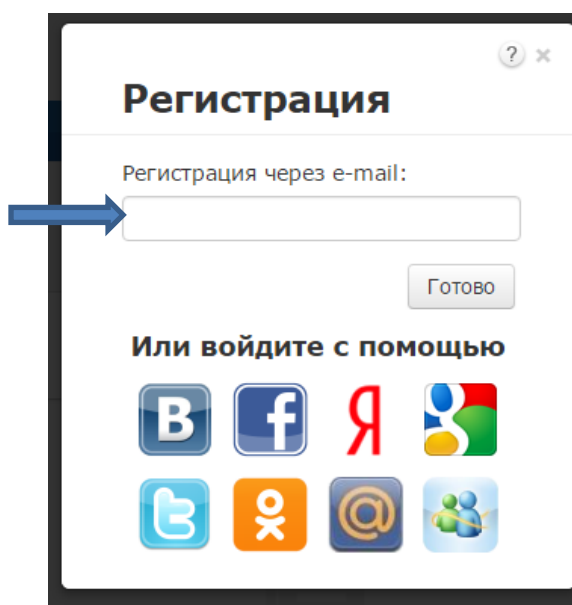 ?
Регистрация
Регистрация через e-mail:
Готово
Или войдите с помощью
В f Я g
t @